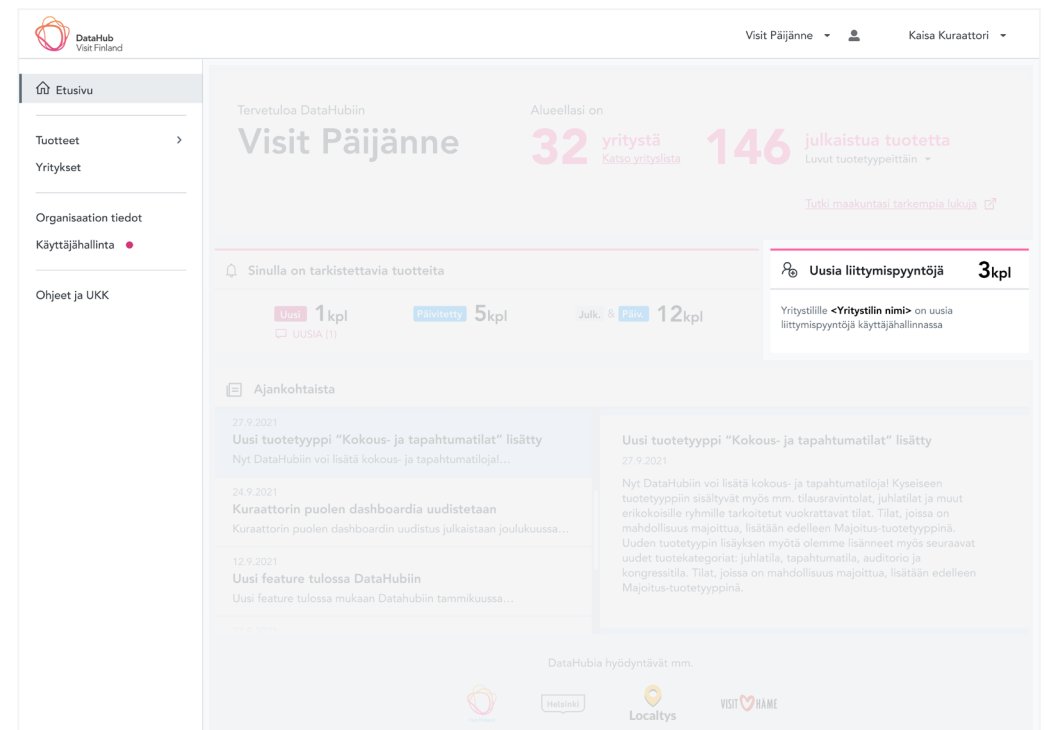 DataHub
Visit Finland
Visit Päijänne
Kaisa Kuraattori
Etusivu
Tuotteet
Yritykset
Organisaation tiedot
Käyttäjähallinta
Ohjeet ja UKK
Tervetuloa DataHubiin
Visit Päijänne
Alueellasi on
32 yritystä
Katso yrityslista
146 julkaistua tuotetta
Luvut tuotetyypeittäin
Tutki maakuntasi tarkempia lukuja
Sinulla on tarkistettavia tuotteita
Uusi 1kpl
UUSIA (1)
Päivitetty 5kpl
Julk. & Päiv. 12kpl
Uusia liittymispyyntöjä 3kpl
Yritystilille <Yritystilin nimi> on uusia
liittymispyyntöjä käyttäjähallinnassa
Ajankohtaista
27.9.2021
Uusi tuotetyyppi "Kokous- ja tapahtumatilat" lisätty
Nyt DataHubiin voi lisätä kokous- ja tapahtumatiloja!...
24.9.2021
Kuraattorin puolen dashboardia uudistetaan
Kuraattorin puolen dashboardin uudistus julkaistaan joulukuussa...
12.9.2021
Uusi feature tulossa DataHubiin
Uusi feature tulossa mukaan Datahubiin tammikuussa...
Uusi tuotetyyppi "Kokous- ja tapahtumatilat" lisätty
27.9.2021
Nyt DataHubiin voi lisätä kokous- ja tapahtumatiloja! Kyseiseen
tuotetyyppiin sisältyvät myös mm. tilausravintolat, juhlatilat ja muut
erikokoisille ryhmille tarkoitetut vuokrattavat tilat. Tilat, joissa on
mahdollisuus majoittua, lisätään edelleen Majoitus-tuotetyyppinä.
Uuden tuotetyypin lisäyksen myötä olemme lisänneet myös seuraavat
uudet tuotekategoriat: juhlatila, tapahtumatila, auditorio ja
kongressitila. Tilat, joissa on mahdollisuus majoittua, lisätään edelleen
Majoitus-tuotetyyppinä.
DataHubia hyödyntävät mm.
Helsinki
Localtys
VISIT HÄME